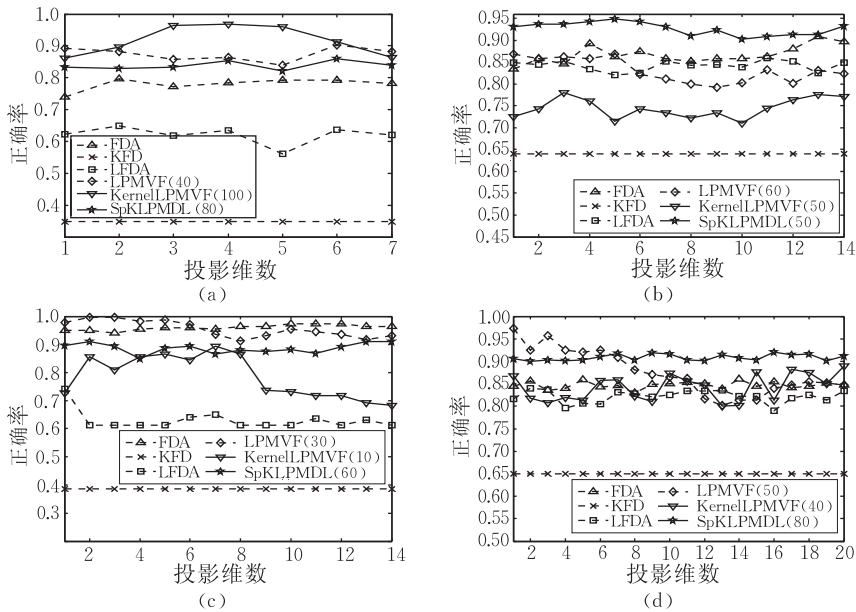 正确率
1.0
0.9
0.8
0.7
0.6
0.5
0.4
FDA
KFD
LFDA
LPMVF(40)
KernelLPMVF(100)
SpKLPMDL(80)
1 2 3 4 5 6 7
投影维数
(a)
正确率
0.95
0.90
0.85
0.80
0.75
0.70
0.65
0.60
0.55
0.50
0.45
FDA
KFD
LFDA
LPMVF(60)
KernelLPMVF(50)
SpKLPMDL(50)
2 4 6 8 10 12 14
投影维数
(b)
正确率
1.0
0.9
0.8
0.7
0.6
0.5
0.4
0.3
FDA
KFD
LFDA
LPMVF(30)
KernelLPMVF(10)
SpKLPMDL(60)
2 4 6 8 10 12 14
投影维数
(c)
正确率
1.00
0.95
0.90
0.85
0.80
0.75
0.70
0.65
0.60
0.55
0.50
FDA
KFD
LFDA
LPMVF(50)
KernelLPMVF(40)
SpKLPMDL(80)
2 4 6 8 10 12 14 16 18 20
投影维数
(d)